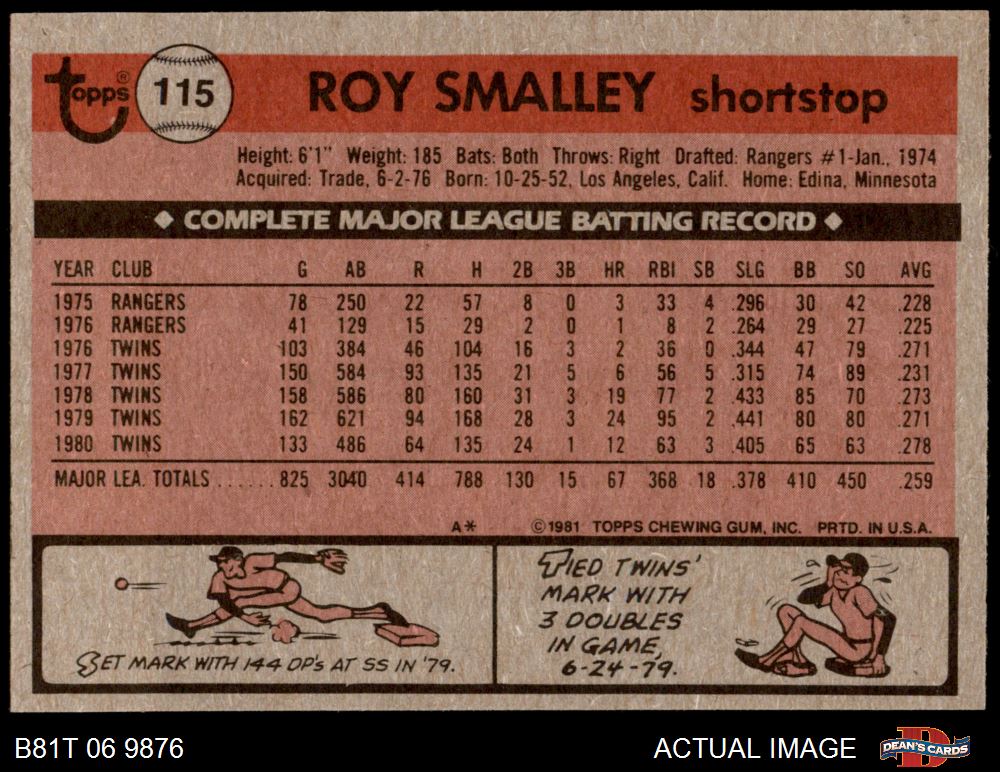 Topps® 115 ROY SMALLEY shortstop
Height: 6'1" Weight: 185 Bats: Both Throws: Right Drafted: Rangers #1-Jan., 1974
Acquired: Trade, 6-2-76 Born: 10-25-52, Los Angeles, Calif. Home: Edina, Minnesota
◆ COMPLETE MAJOR LEAGUE BATTING RECORD ◆
YEAR CLUB G AB R H 2B 3B HR RBI SB SLG BB SO AVG
1975 RANGERS 78 250 22 57 8 0 3 33 4 .296 30 42 .228
1976 RANGERS 41 129 15 29 2 0 1 8 2 .264 29 27 .225
1976 TWINS 103 384 46 104 16 3 2 36 0 .344 47 79 .271
1977 TWINS 150 584 93 135 21 5 6 56 5 .315 74 89 .231
1978 TWINS 158 586 80 160 31 3 19 77 2 .433 85 70 .273
1979 TWINS 162 621 94 168 28 3 24 95 2 .441 80 80 .271
1980 TWINS 133 486 64 135 24 1 12 63 3 .405 65 63 .278
MAJOR LEA. TOTALS ...... 825 3040 414 788 130 15 67 368 18 .378 410 450 .259
A* ©1981 TOPPS CHEWING GUM, INC. PRTD. IN U.S.A.
SET MARK WITH 144 DP's AT SS IN '79.
TIED TWINS'
MARK WITH
3 DOUBLES
IN GAME,
6-24-79.
B81T 06 9876 ACTUAL IMAGE DEAN'S CARDS